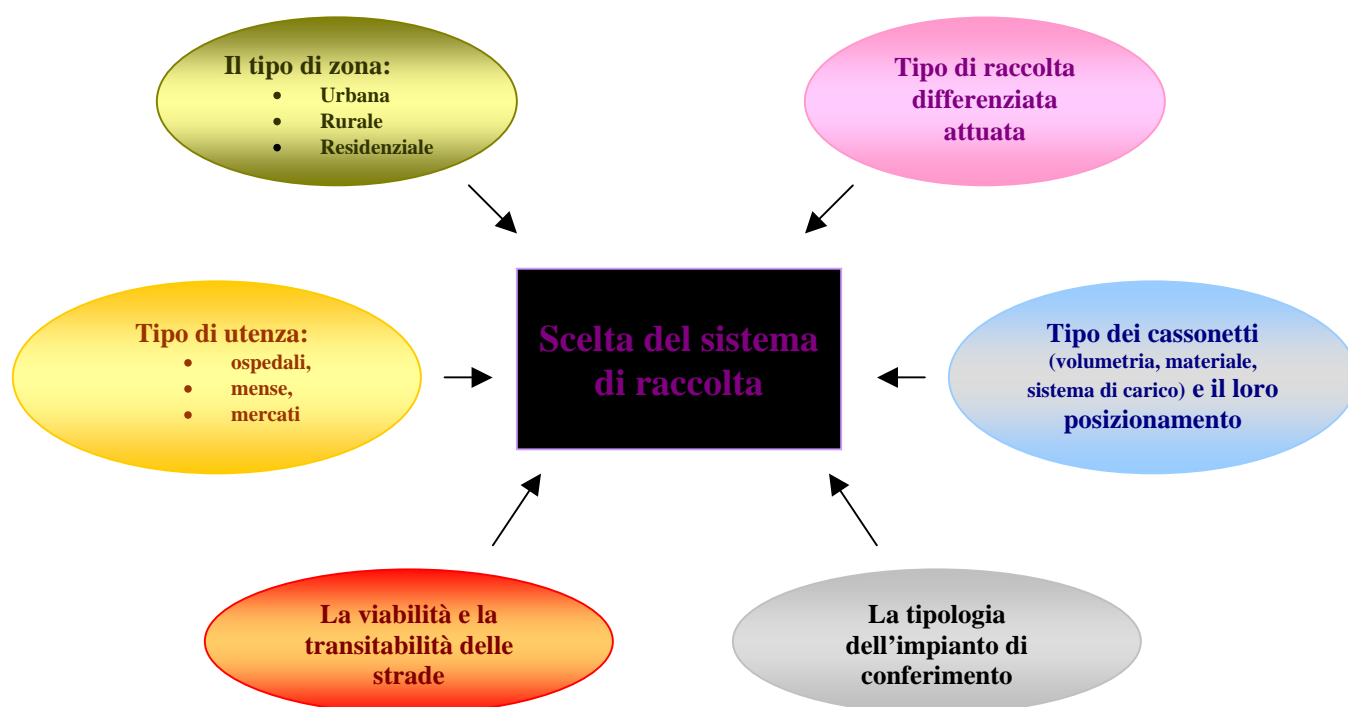 Il tipo di zona:
• Urbana
• Rurale
• Residenziale
Tipo di raccolta
differenziata
attuata
Tipo di utenza:
• ospedali,
• mense,
• mercati
Scelta del sistema
di raccolta
Tipo dei cassonetti
(volumetria, materiale,
sistema di carico) e il loro
posizionamento
La viabilità e la
transitabilità delle
strade
La tipologia
dell’impianto di
conferimento